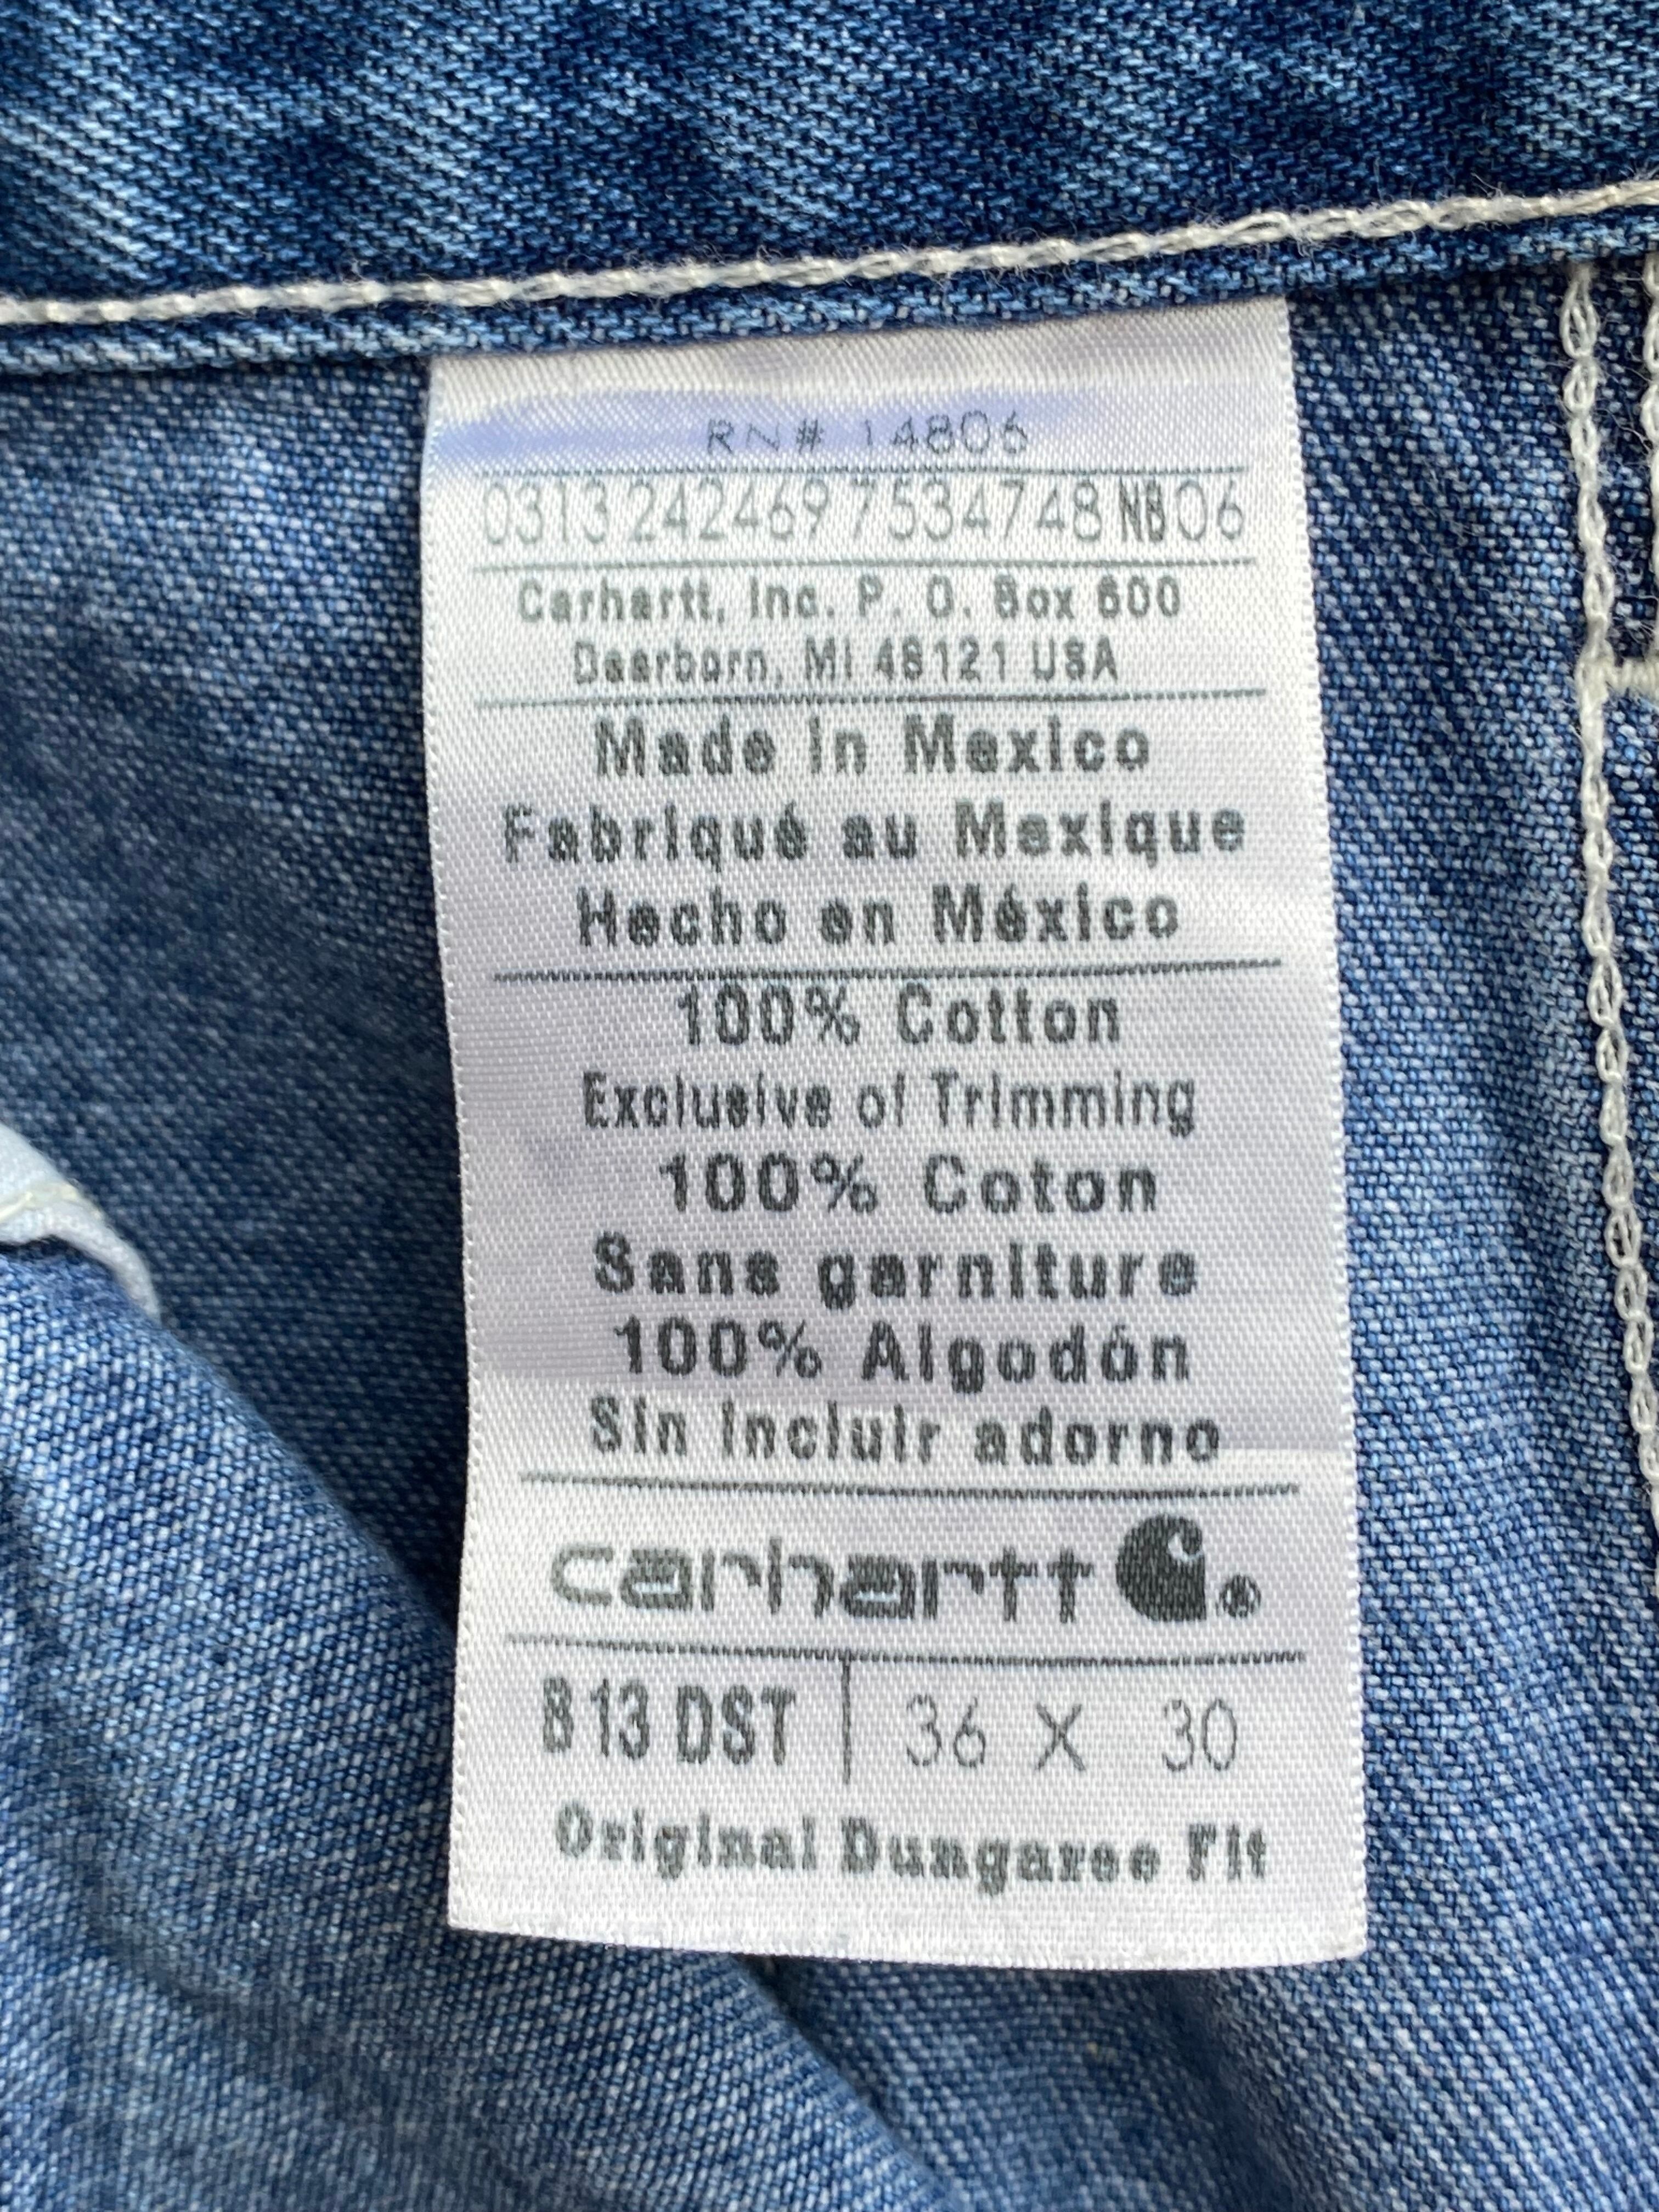 RN# 14806
0313 242469 7534748 NB 06
Carhartt, Inc. P. O. Box 600
Dearborn, MI 48121 USA
Made in Mexico
Fabriqué au Mexique
Hecho en México
100% Cotton
Exclusive of Trimming
100% Coton
Sans garniture
100% Algodón
Sin incluir adorno
carhartt ®
B13 DST 36 X 30
Original Dungaree Fit